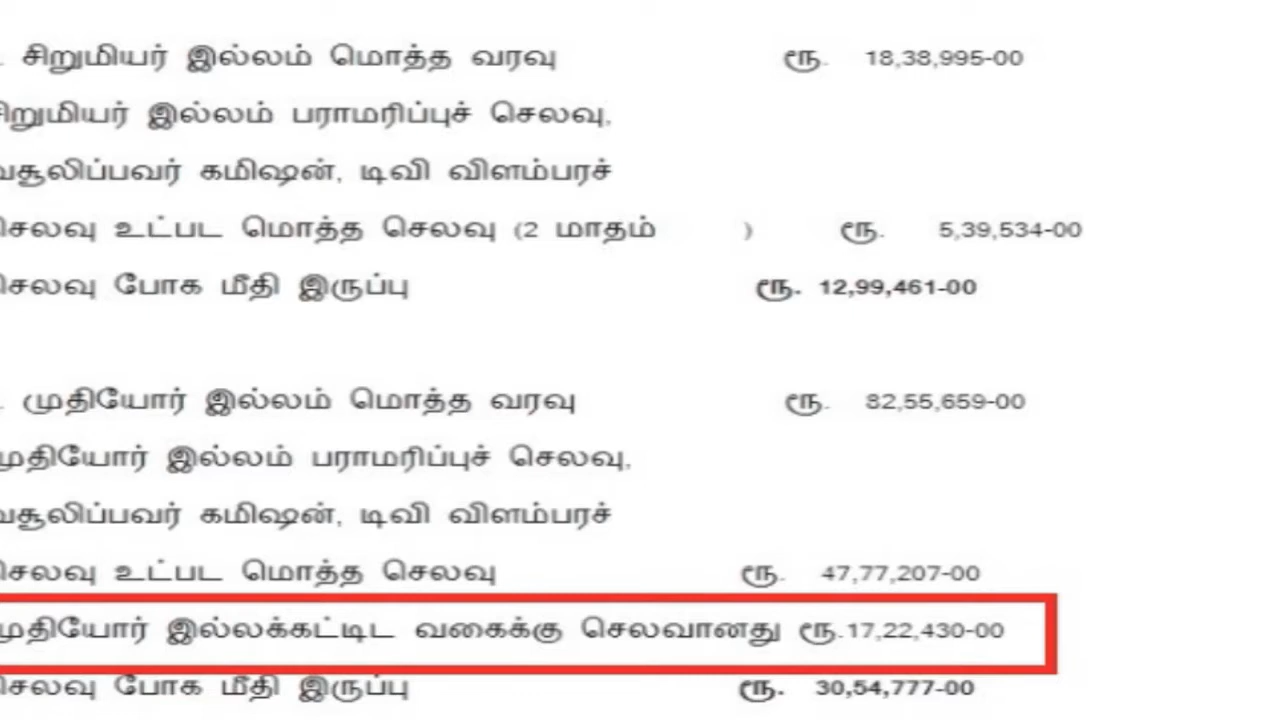 . சிறுமியர் இல்லம் மொத்த வரவு ரூ. 18,38,995-00
சிறுமியர் இல்லம் பராமரிப்புச் செலவு,
வசூலிப்பவர் கமிஷன், டிவி விளம்பரச்
செலவு உட்பட மொத்த செலவு (2 மாதம் ) ரூ. 5,39,534-00
செலவு போக மீதி இருப்பு ரூ. 12,99,461-00
. முதியோர் இல்லம் மொத்த வரவு ரூ. 82,55,659-00
முதியோர் இல்லம் பராமரிப்புச் செலவு,
வசூலிப்பவர் கமிஷன், டிவி விளம்பரச்
செலவு உட்பட மொத்த செலவு ரூ. 47,77,207-00
முதியோர் இல்லக்கட்டிட வகைக்கு செலவானது ரூ.17,22,430-00
செலவு போக மீதி இருப்பு ரூ. 30,54,777-00